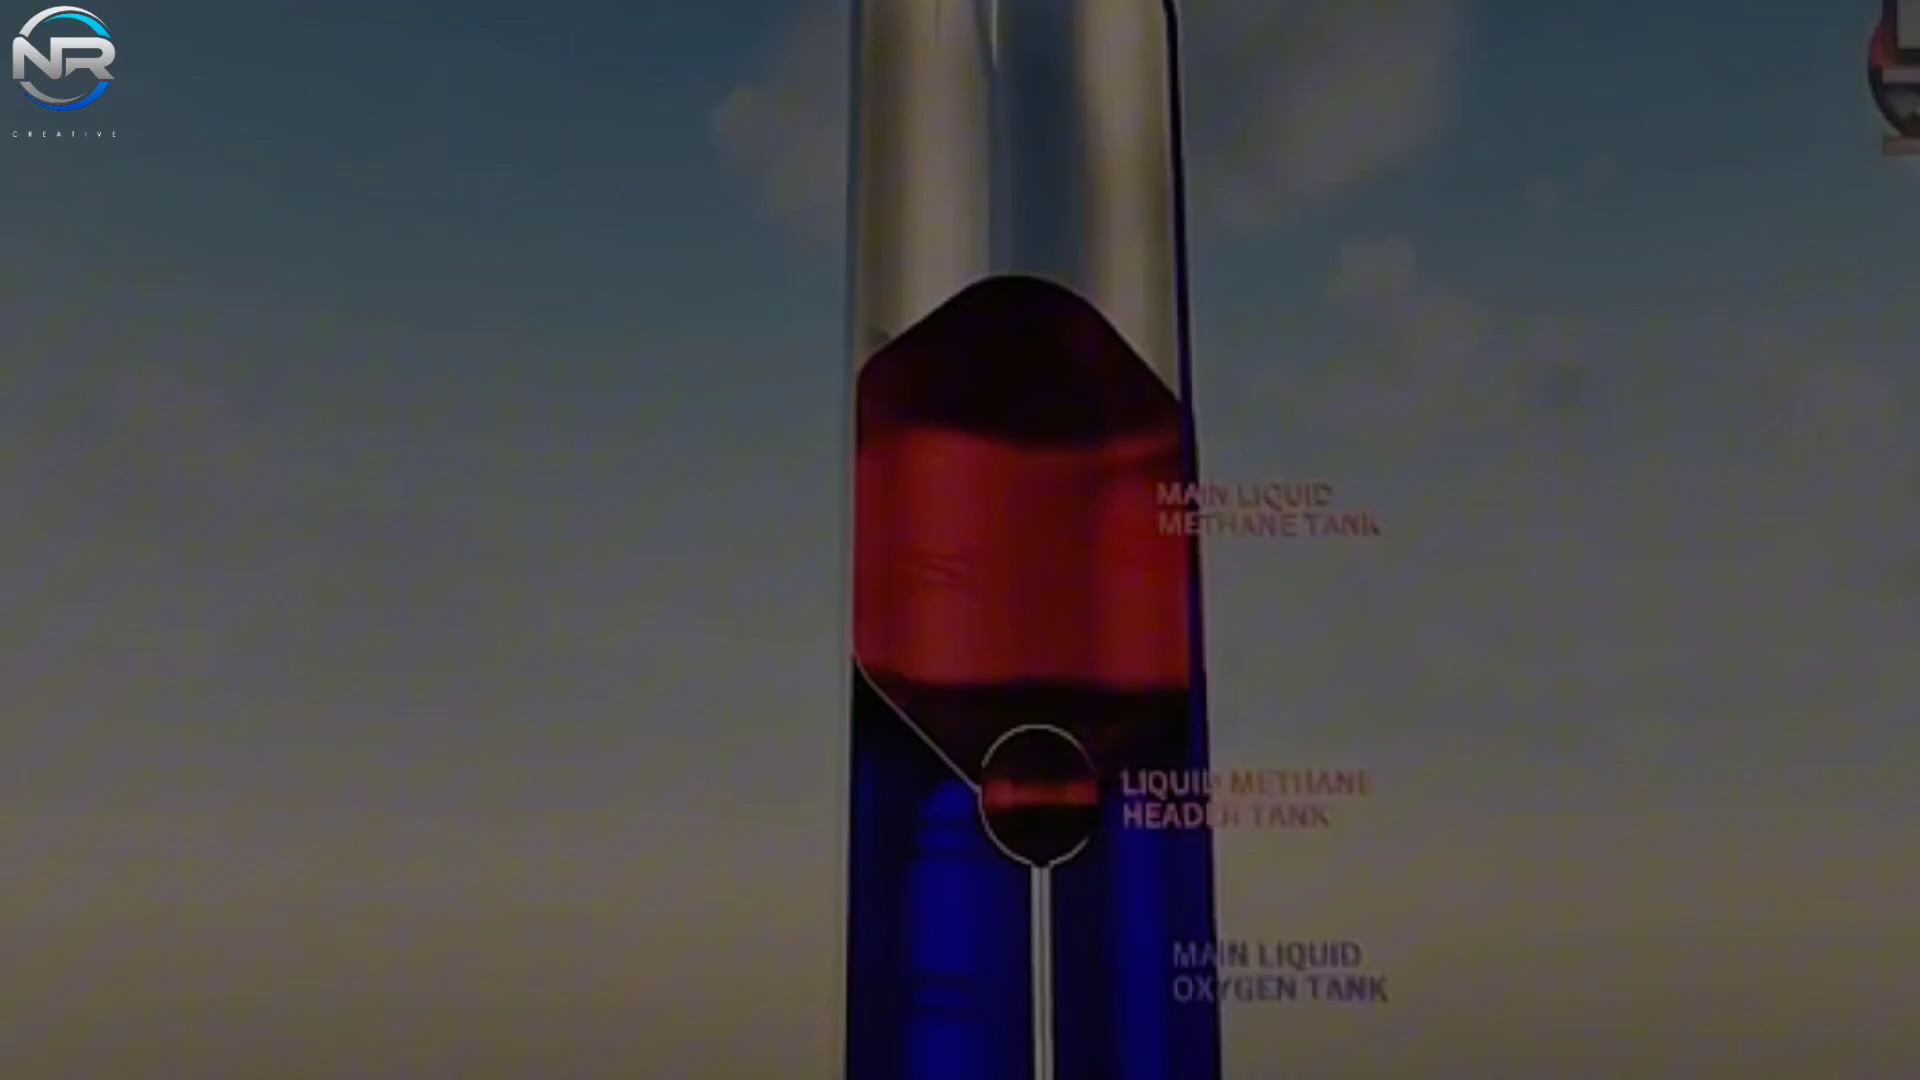 NR
CREATIVE
MAIN LIQUID
METHANE TANK
LIQUID METHANE
HEADER TANK
MAIN LIQUID
OXYGEN TANK